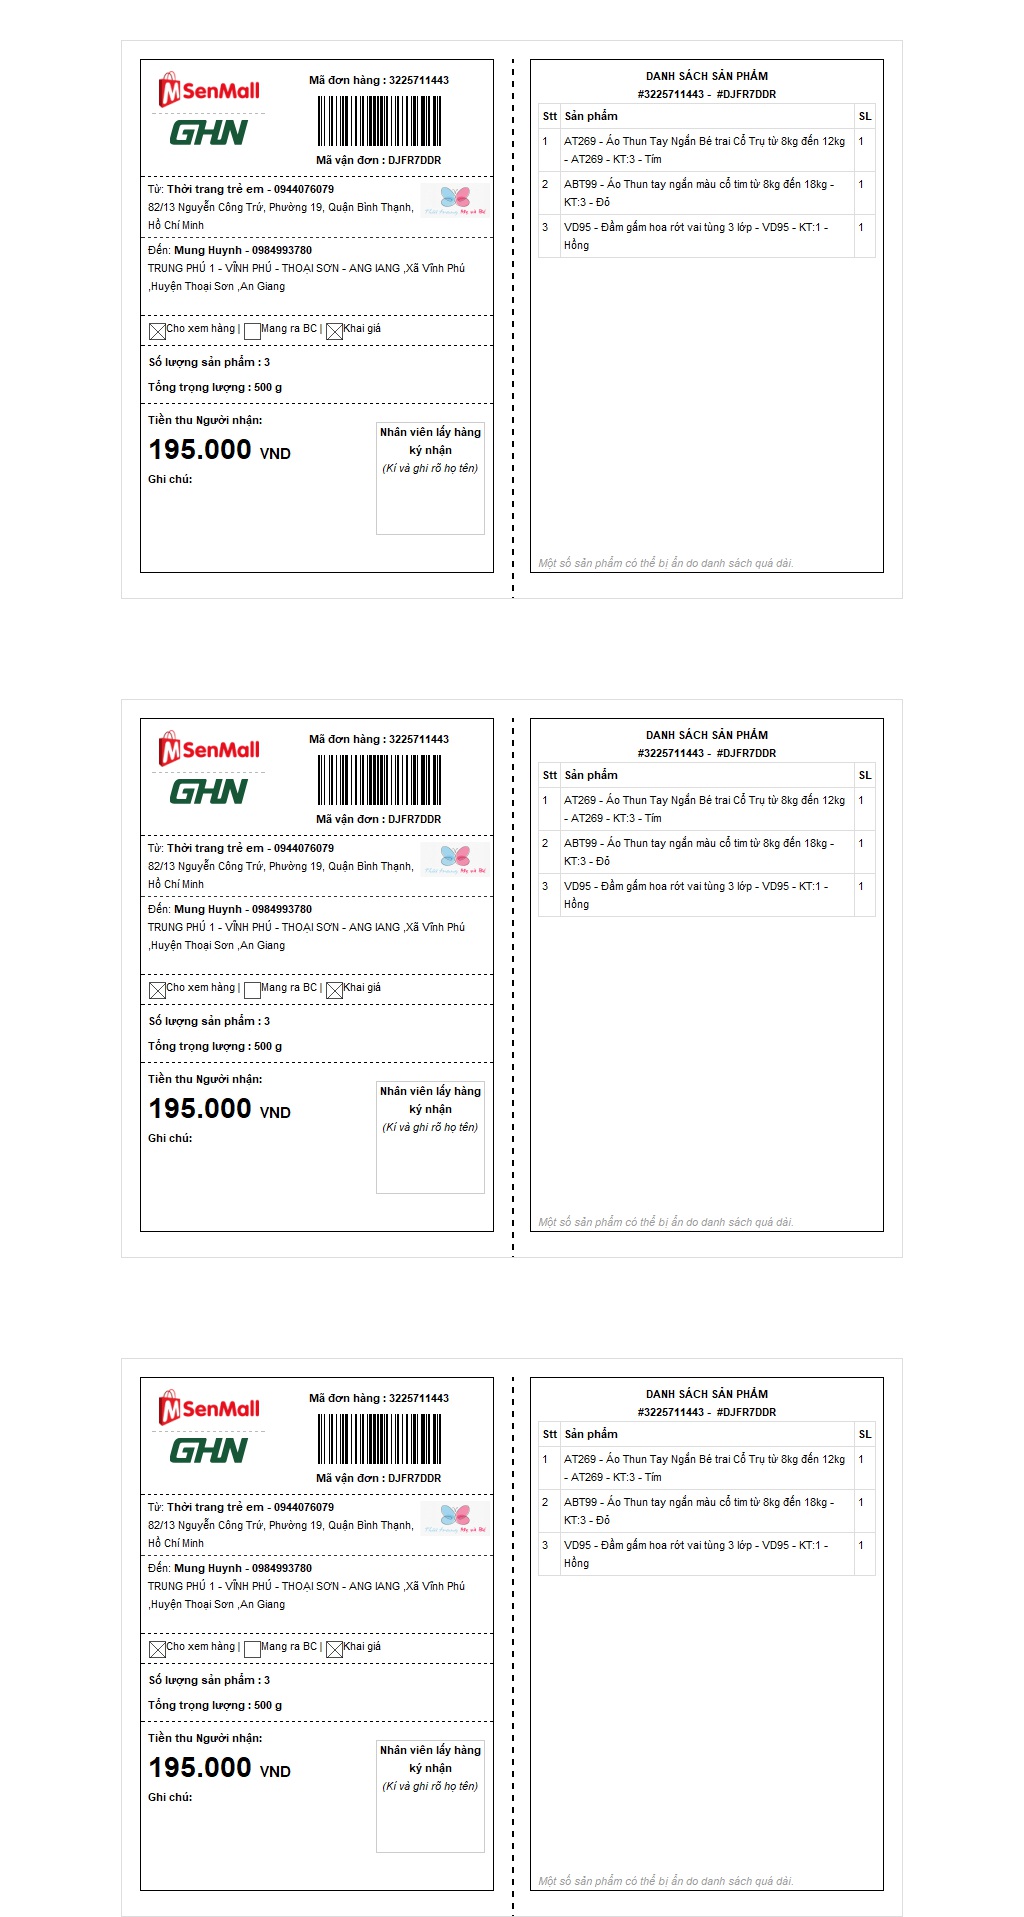 SenMall
GHN
Mã đơn hàng : 3225711443
Mã vận đơn : DJFR7DDR
Từ: Thời trang trẻ em - 0944076079
82/13 Nguyễn Công Trứ, Phường 19, Quận Bình Thạnh,
Hồ Chí Minh
Đến: Mung Huynh - 0984993780
TRUNG PHÚ 1 - VĨNH PHÚ - THOẠI SƠN - ANG IANG ,Xã Vĩnh Phú
,Huyện Thoại Sơn ,An Giang
Cho xem hàng | Mang ra BC | Khai giá
Số lượng sản phẩm : 3
Tổng trọng lượng : 500 g
Tiền thu Người nhận:
195.000 VND
Ghi chú:
Nhân viên lấy hàng
ký nhận
(Kí và ghi rõ họ tên)
DANH SÁCH SẢN PHẨM
#3225711443 - #DJFR7DDR
Stt Sản phẩm SL
1 AT269 - Áo Thun Tay Ngắn Bé trai Cổ Trụ từ 8kg đến 12kg 1
- AT269 - KT:3 - Tím
2 ABT99 - Áo Thun tay ngắn màu cổ tim từ 8kg đến 18kg - 1
KT:3 - Đỏ
3 VD95 - Đầm gấm hoa rớt vai tùng 3 lớp - VD95 - KT:1 - 1
Hồng
Một số sản phẩm có thể bị ẩn do danh sách quá dài.
SenMall
GHN
Mã đơn hàng : 3225711443
Mã vận đơn : DJFR7DDR
Từ: Thời trang trẻ em - 0944076079
82/13 Nguyễn Công Trứ, Phường 19, Quận Bình Thạnh,
Hồ Chí Minh
Đến: Mung Huynh - 0984993780
TRUNG PHÚ 1 - VĨNH PHÚ - THOẠI SƠN - ANG IANG ,Xã Vĩnh Phú
,Huyện Thoại Sơn ,An Giang
Cho xem hàng | Mang ra BC | Khai giá
Số lượng sản phẩm : 3
Tổng trọng lượng : 500 g
Tiền thu Người nhận:
195.000 VND
Ghi chú:
Nhân viên lấy hàng
ký nhận
(Kí và ghi rõ họ tên)
DANH SÁCH SẢN PHẨM
#3225711443 - #DJFR7DDR
Stt Sản phẩm SL
1 AT269 - Áo Thun Tay Ngắn Bé trai Cổ Trụ từ 8kg đến 12kg 1
- AT269 - KT:3 - Tím
2 ABT99 - Áo Thun tay ngắn màu cổ tim từ 8kg đến 18kg - 1
KT:3 - Đỏ
3 VD95 - Đầm gấm hoa rớt vai tùng 3 lớp - VD95 - KT:1 - 1
Hồng
Một số sản phẩm có thể bị ẩn do danh sách quá dài.
SenMall
GHN
Mã đơn hàng : 3225711443
Mã vận đơn : DJFR7DDR
Từ: Thời trang trẻ em - 0944076079
82/13 Nguyễn Công Trứ, Phường 19, Quận Bình Thạnh,
Hồ Chí Minh
Đến: Mung Huynh - 0984993780
TRUNG PHÚ 1 - VĨNH PHÚ - THOẠI SƠN - ANG IANG ,Xã Vĩnh Phú
,Huyện Thoại Sơn ,An Giang
Cho xem hàng | Mang ra BC | Khai giá
Số lượng sản phẩm : 3
Tổng trọng lượng : 500 g
Tiền thu Người nhận:
195.000 VND
Ghi chú:
Nhân viên lấy hàng
ký nhận
(Kí và ghi rõ họ tên)
DANH SÁCH SẢN PHẨM
#3225711443 - #DJFR7DDR
Stt Sản phẩm SL
1 AT269 - Áo Thun Tay Ngắn Bé trai Cổ Trụ từ 8kg đến 12kg 1
- AT269 - KT:3 - Tím
2 ABT99 - Áo Thun tay ngắn màu cổ tim từ 8kg đến 18kg - 1
KT:3 - Đỏ
3 VD95 - Đầm gấm hoa rớt vai tùng 3 lớp - VD95 - KT:1 - 1
Hồng
Một số sản phẩm có thể bị ẩn do danh sách quá dài.